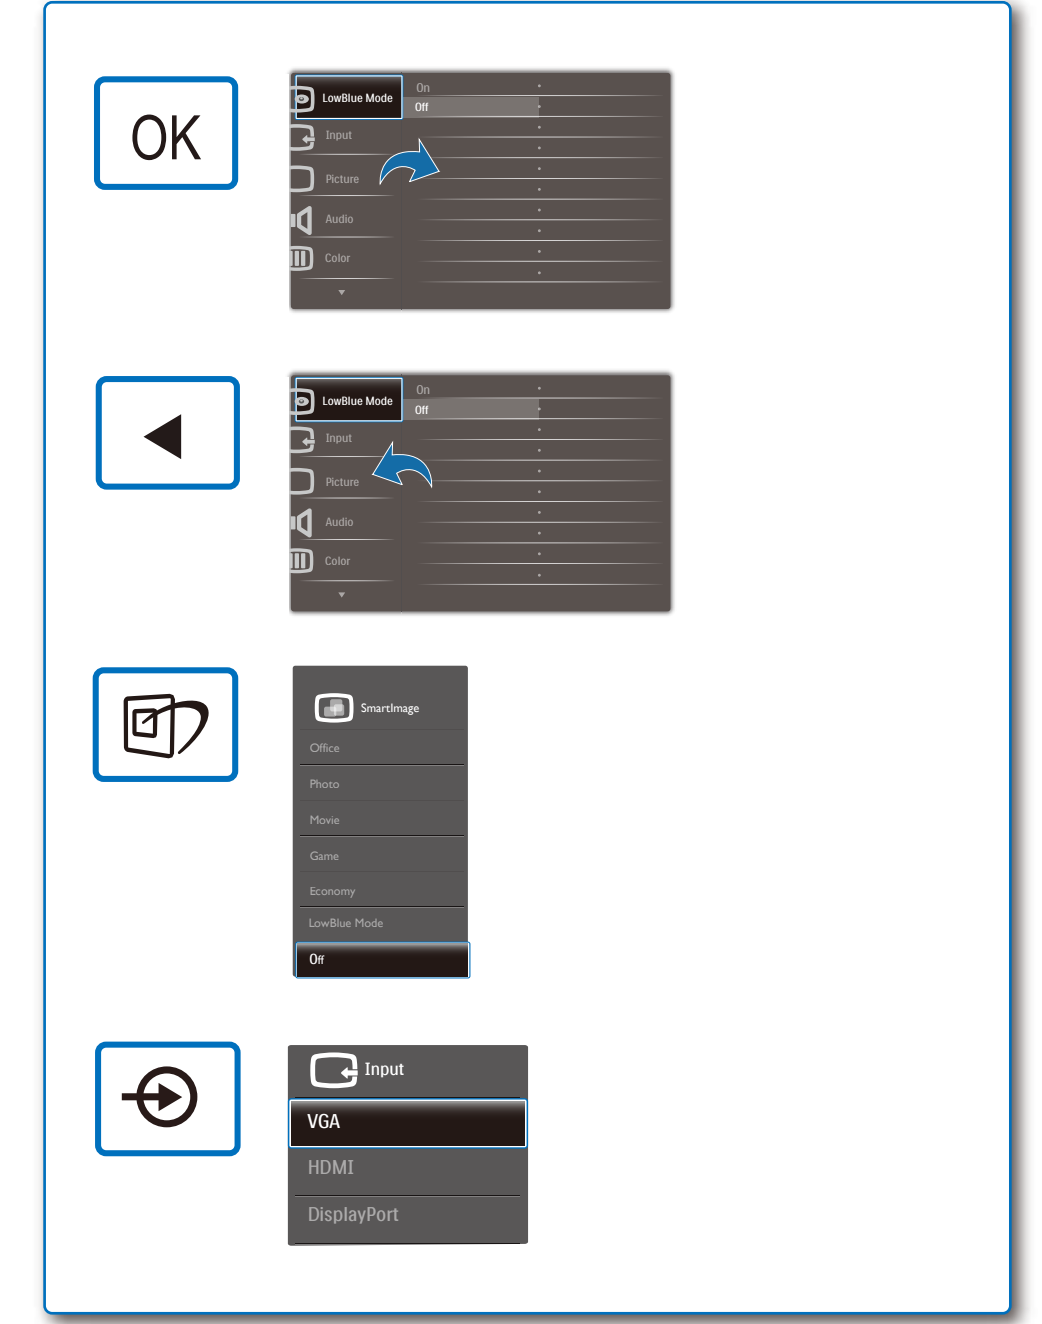 OK
LowBlue Mode
On
Off
Input
Picture
Audio
Color
LowBlue Mode
On
Off
Input
Picture
Audio
Color
SmartImage
Office
Photo
Movie
Game
Economy
LowBlue Mode
Off
Input
VGA
HDMI
DisplayPort